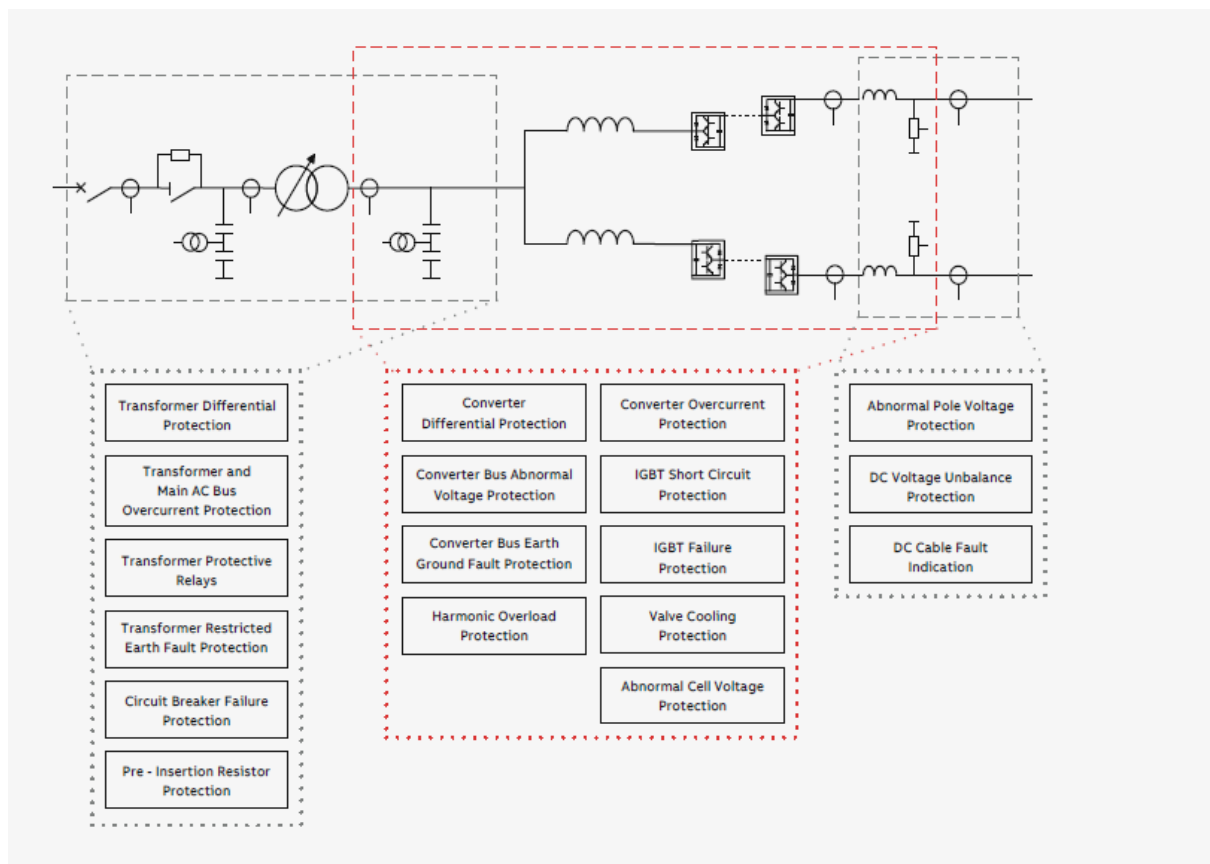 Transformer Differential
Protection
Transformer and
Main AC Bus
Overcurrent Protection
Transformer Protective
Relays
Transformer Restricted
Earth Fault Protection
Circuit Breaker Failure
Protection
Pre - Insertion Resistor
Protection
Converter
Differential Protection
Converter Bus Abnormal
Voltage Protection
Converter Bus Earth
Ground Fault Protection
Harmonic Overload
Protection
Converter Overcurrent
Protection
IGBT Short Circuit
Protection
IGBT Failure
Protection
Valve Cooling
Protection
Abnormal Cell Voltage
Protection
Abnormal Pole Voltage
Protection
DC Voltage Unbalance
Protection
DC Cable Fault
Indication